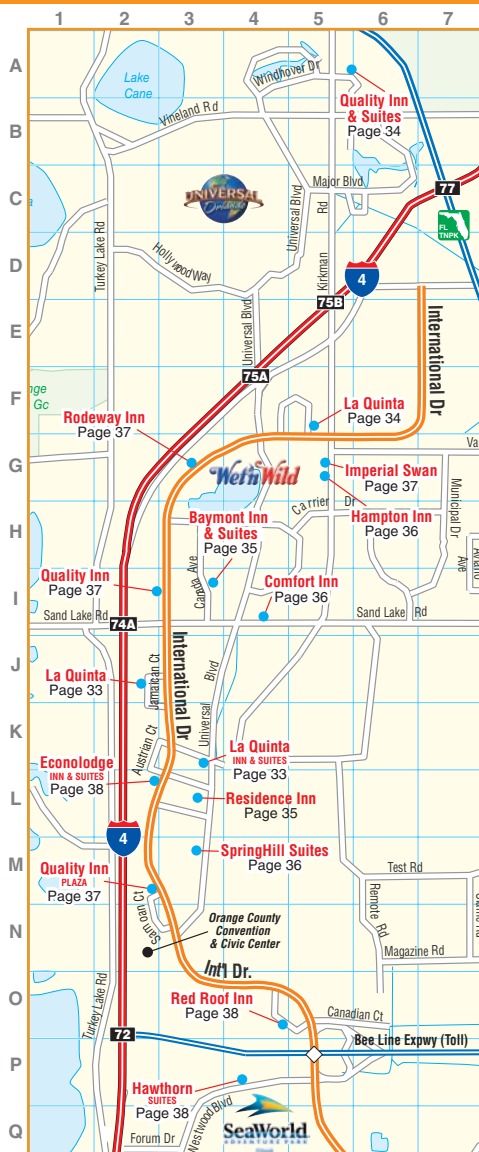 1 2 3 4 5 6 7
A
B
C
D
E
F
G
H
I
J
K
L
M
N
O
P
Q
Lake
Cane
Windhover Dr
Quality Inn
& Suites
Page 34
Vineland Rd
Major Blvd
77
FL
TNPK
UNIVERSAL
Orlando
Universal Blvd
Kirkman Rd
Turkey Lake Rd
Hollywood Way
4
75B
Universal Blvd
International Dr
75A
nge
Gc
La Quinta
Page 34
Rodeway Inn
Page 37
Va
Wet'n Wild
Imperial Swan
Page 37
Carrier Dr
Hampton Inn
Page 36
Municipal Dr
Baymont Inn
& Suites
Page 35
Canada Ave
Ave
Quality Inn
Page 37
Comfort Inn
Page 36
Sand Lake Rd
74A
Sand Lake Rd
International Dr
La Quinta
Page 33
Jamaican Ct
Universal Blvd
Austrian Ct
La Quinta
INN & SUITES
Page 33
Econolodge
INN & SUITES
Page 38
Residence Inn
Page 35
4
SpringHill Suites
Page 36
Test Rd
Quality Inn
PLAZA
Page 37
Remote Rd
Samoan Ct
Orange County
Convention
& Civic Center
Magazine Rd
Int'l Dr.
Red Roof Inn
Page 38
Canadian Ct
Turkey Lake Rd
72
Bee Line Expwy (Toll)
Hawthorn
SUITES
Page 38
Westwood Blvd
SeaWorld
ADVENTURE PARK
Forum Dr